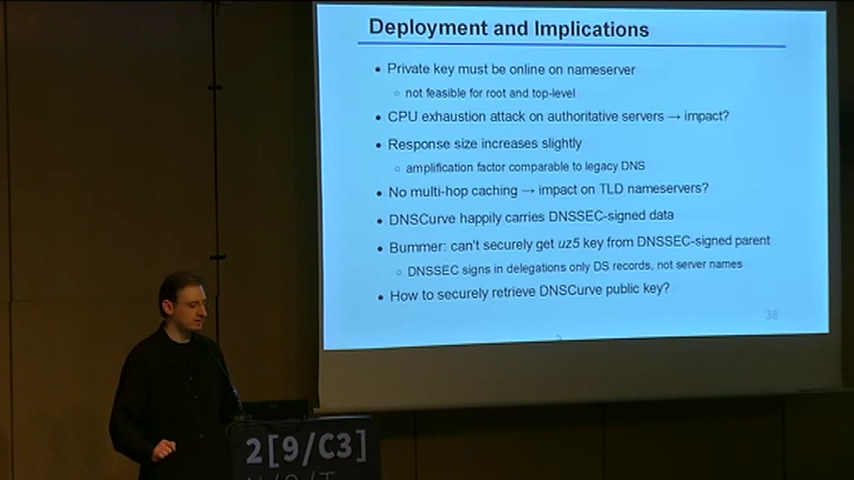 Deployment and Implications
• Private key must be online on nameserver
○ not feasible for root and top-level
• CPU exhaustion attack on authoritative servers → impact?
• Response size increases slightly
○ amplification factor comparable to legacy DNS
• No multi-hop caching → impact on TLD nameservers?
• DNSCurve happily carries DNSSEC-signed data
• Bummer: can't securely get uz5 key from DNSSEC-signed parent
○ DNSSEC signs in delegations only DS records, not server names
• How to securely retrieve DNSCurve public key?
38
2[9/C3]